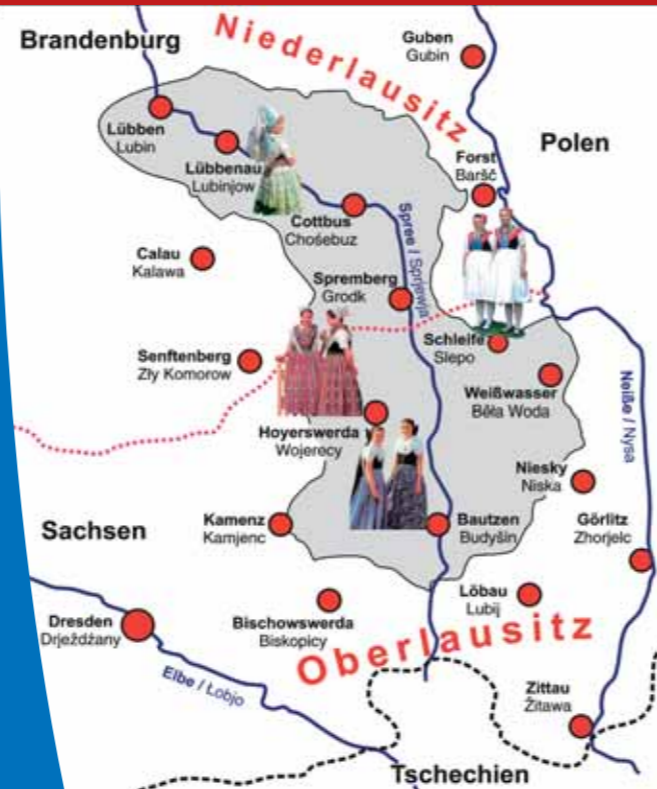 Brandenburg
Niederlausitz
Guben
Gubin
Polen
Lübben
Lubin
Lübbenau
Lubinjow
Forst
Baršć
Cottbus
Chośebuz
Spree / Sprjewja
Calau
Kalawa
Spremberg
Grodk
Schleife
Slepo
Senftenberg
Zły Komorow
Weißwasser
Běła Woda
Neiße / Nysa
Hoyerswerda
Wojerecy
Niesky
Niska
Sachsen
Kamenz
Kamjenc
Bautzen
Budyšin
Görlitz
Zhorjelc
Dresden
Drježdźany
Bischowswerda
Biskopicy
Löbau
Lubij
Oberlausitz
Elbe / Łobjo
Zittau
Žitawa
Tschechien